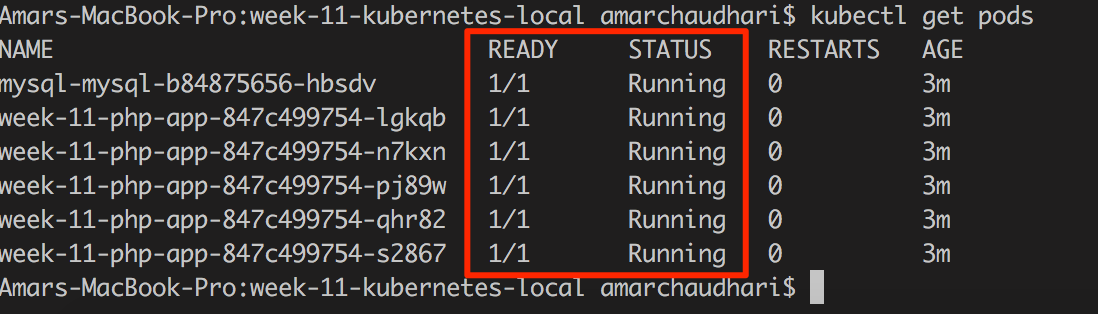 Amars-MacBook-Pro:week-11-kubernetes-local amarchaudhari$ kubectl get pods
NAME READY STATUS RESTARTS AGE
mysql-mysql-b84875656-hbsdv 1/1 Running 0 3m
week-11-php-app-847c499754-lgkqb 1/1 Running 0 3m
week-11-php-app-847c499754-n7kxn 1/1 Running 0 3m
week-11-php-app-847c499754-pj89w 1/1 Running 0 3m
week-11-php-app-847c499754-qhr82 1/1 Running 0 3m
week-11-php-app-847c499754-s2867 1/1 Running 0 3m
Amars-MacBook-Pro:week-11-kubernetes-local amarchaudhari$